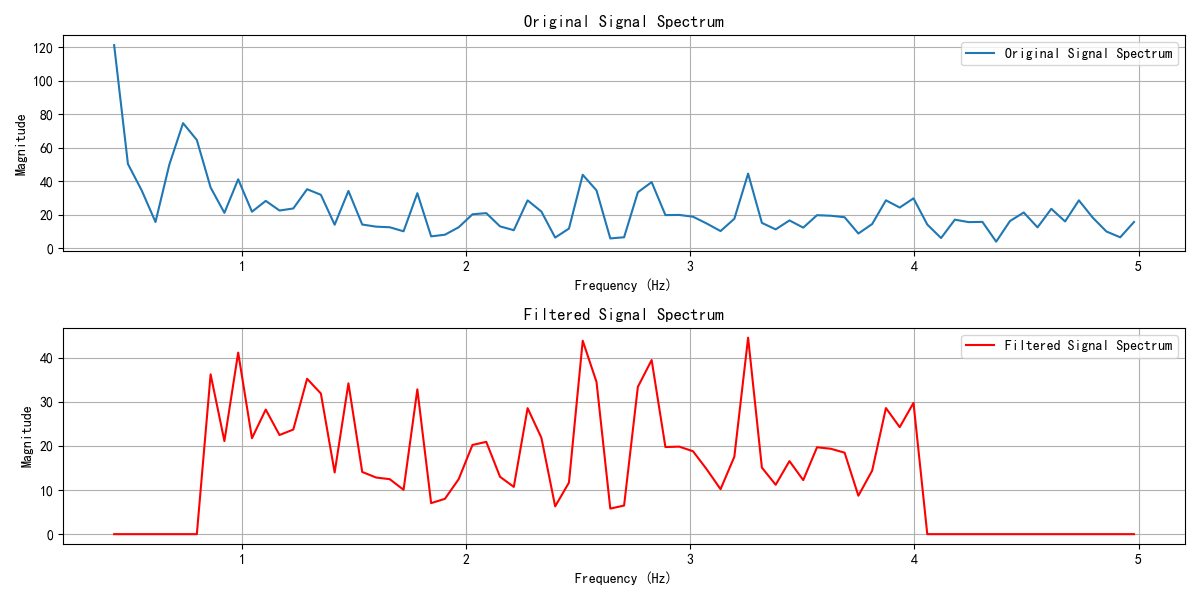 Original Signal Spectrum
Original Signal Spectrum
120
100
80
60
40
20
0
Magnitude
1 2 3 4 5
Frequency (Hz)
Filtered Signal Spectrum
Filtered Signal Spectrum
40
30
20
10
0
Magnitude
1 2 3 4 5
Frequency (Hz)